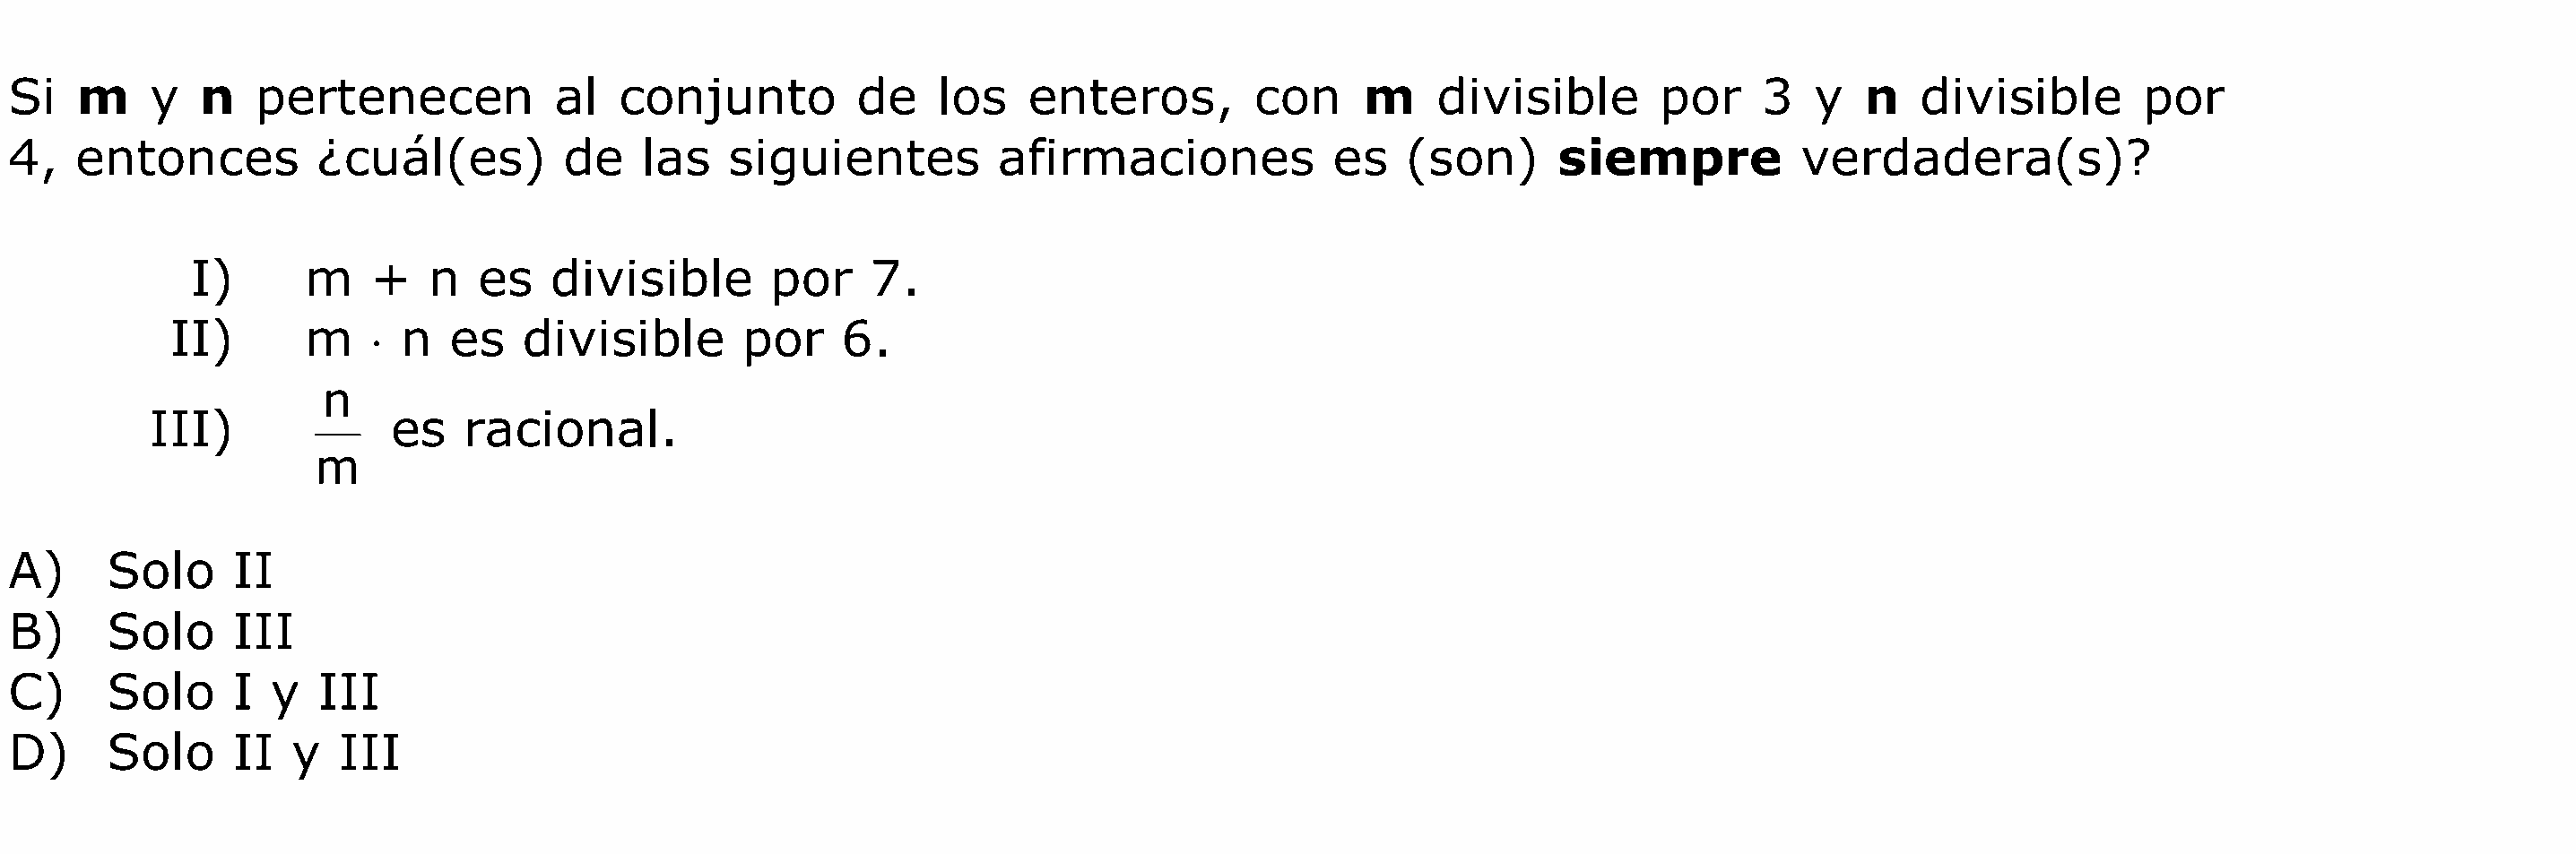 Si m y n pertenecen al conjunto de los enteros, con m divisible por 3 y n divisible por
4, entonces ¿cuál(es) de las siguientes afirmaciones es (son) siempre verdadera(s)?
I) m + n es divisible por 7.
II) m · n es divisible por 6.
III) n/m es racional.
A) Solo II
B) Solo III
C) Solo I y III
D) Solo II y III